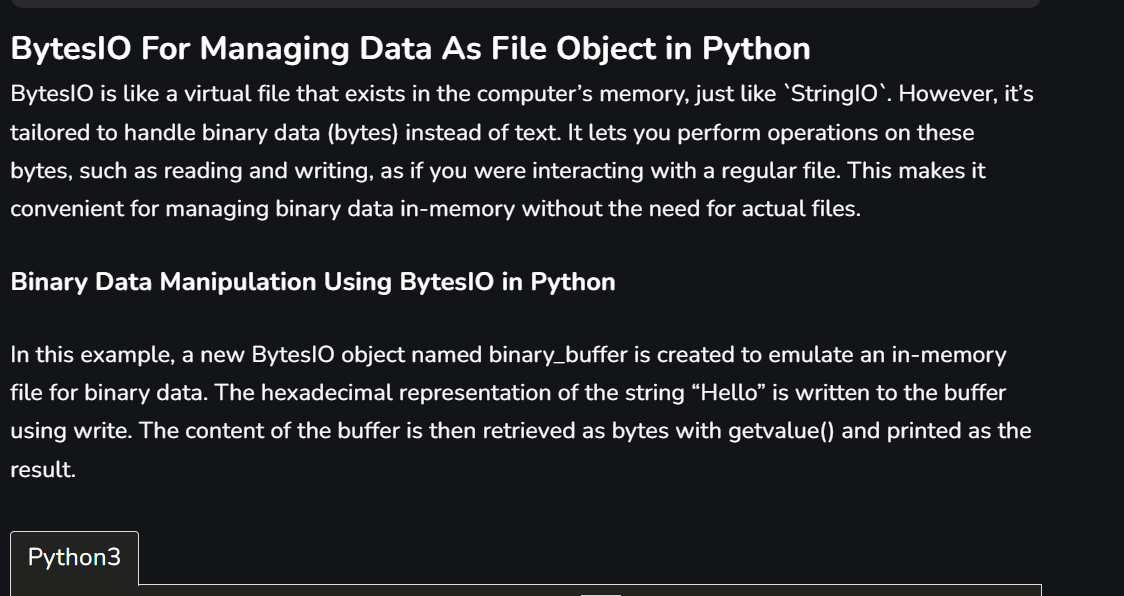 BytesIO For Managing Data As File Object in Python
BytesIO is like a virtual file that exists in the computer’s memory, just like `StringIO`. However, it’s
tailored to handle binary data (bytes) instead of text. It lets you perform operations on these
bytes, such as reading and writing, as if you were interacting with a regular file. This makes it
convenient for managing binary data in-memory without the need for actual files.
Binary Data Manipulation Using BytesIO in Python
In this example, a new BytesIO object named binary_buffer is created to emulate an in-memory
file for binary data. The hexadecimal representation of the string “Hello” is written to the buffer
using write. The content of the buffer is then retrieved as bytes with getvalue() and printed as the
result.
Python3